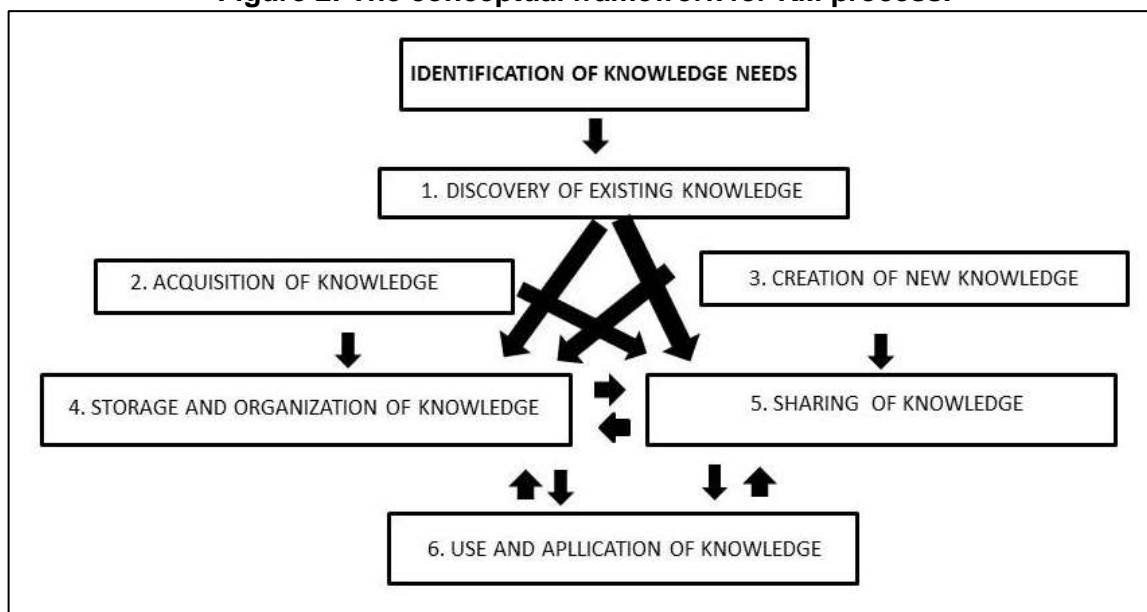 Figure 2: The conceptual framework for KM process.
IDENTIFICATION OF KNOWLEDGE NEEDS
1. DISCOVERY OF EXISTING KNOWLEDGE
2. ACQUISITION OF KNOWLEDGE
3. CREATION OF NEW KNOWLEDGE
4. STORAGE AND ORGANIZATION OF KNOWLEDGE
5. SHARING OF KNOWLEDGE
6. USE AND APLLICATION OF KNOWLEDGE